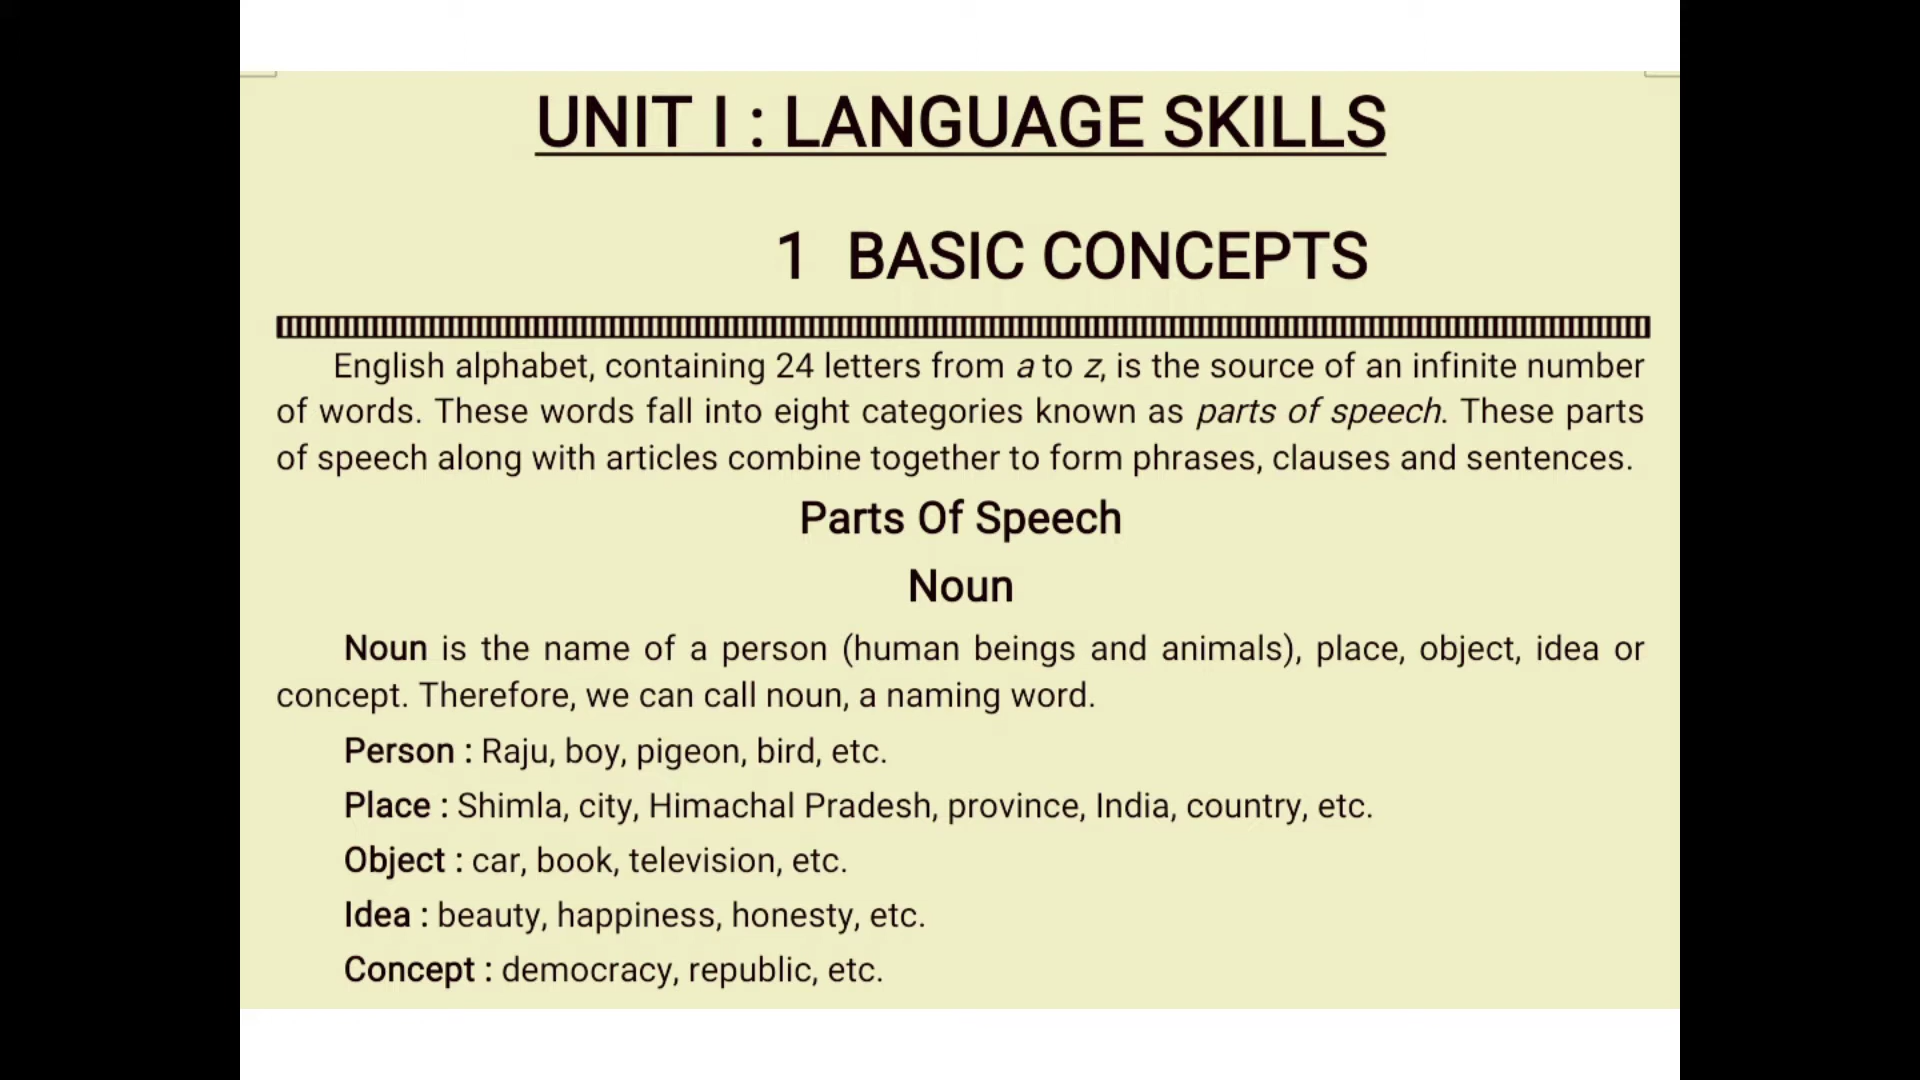 UNIT I : LANGUAGE SKILLS
1 BASIC CONCEPTS
English alphabet, containing 24 letters from a to z, is the source of an infinite number
of words. These words fall into eight categories known as parts of speech. These parts
of speech along with articles combine together to form phrases, clauses and sentences.
Parts Of Speech
Noun
Noun is the name of a person (human beings and animals), place, object, idea or
concept. Therefore, we can call noun, a naming word.
Person : Raju, boy, pigeon, bird, etc.
Place : Shimla, city, Himachal Pradesh, province, India, country, etc.
Object : car, book, television, etc.
Idea : beauty, happiness, honesty, etc.
Concept : democracy, republic, etc.